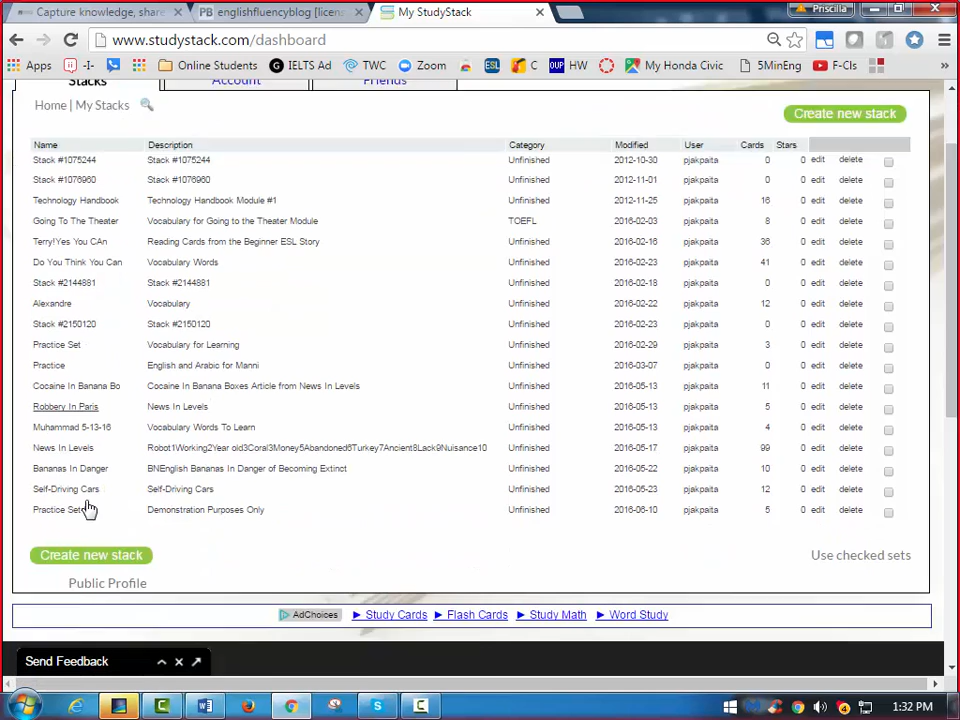 Capture knowledge, share
englishfluencyblog [licen
My StudyStack
Priscilla
www.studystack.com/dashboard
Apps
-I-
Online Students
IELTS Ad
TWC
Zoom
ESL
OUP HW
C
My Honda Civic
5MinEng
F-Cls
»
Stacks Account Friends
Home | My Stacks
Create new stack
Name Description Category Modified User Cards Stars
Stack #1075244 Stack #1075244 Unfinished 2012-10-30 pjakpaita 0 0 edit delete
Stack #1076960 Stack #1076960 Unfinished 2012-11-01 pjakpaita 0 0 edit delete
Technology Handbook Technology Handbook Module #1 Unfinished 2012-11-25 pjakpaita 16 0 edit delete
Going To The Theater Vocabulary for Going to the Theater Module TOEFL 2016-02-03 pjakpaita 8 0 edit delete
Terry!Yes You CAn Reading Cards from the Beginner ESL Story Unfinished 2016-02-16 pjakpaita 36 0 edit delete
Do You Think You Can Vocabulary Words Unfinished 2016-02-23 pjakpaita 41 0 edit delete
Stack #2144881 Stack #2144881 Unfinished 2016-02-18 pjakpaita 0 0 edit delete
Alexandre Vocabulary Unfinished 2016-02-22 pjakpaita 12 0 edit delete
Stack #2150120 Stack #2150120 Unfinished 2016-02-23 pjakpaita 0 0 edit delete
Practice Set Vocabulary for Learning Unfinished 2016-02-29 pjakpaita 3 0 edit delete
Practice English and Arabic for Manni Unfinished 2016-03-07 pjakpaita 0 0 edit delete
Cocaine In Banana Bo Cocaine In Banana Boxes Article from News In Levels Unfinished 2016-05-13 pjakpaita 11 0 edit delete
Robbery In Paris News In Levels Unfinished 2016-05-13 pjakpaita 5 0 edit delete
Muhammad 5-13-16 Vocabulary Words To Learn Unfinished 2016-05-13 pjakpaita 4 0 edit delete
News In Levels Robot1Working2Year old3Coral3Money5Abandoned6Turkey7Ancient8Lack9Nuisance10 Unfinished 2016-05-17 pjakpaita 99 0 edit delete
Bananas In Danger BNEnglish Bananas In Danger of Becoming Extinct Unfinished 2016-05-22 pjakpaita 10 0 edit delete
Self-Driving Cars Self-Driving Cars Unfinished 2016-05-23 pjakpaita 12 0 edit delete
Practice Set Demonstration Purposes Only Unfinished 2016-06-10 pjakpaita 5 0 edit delete
Create new stack
Use checked sets
Public Profile
AdChoices ► Study Cards ► Flash Cards ► Study Math ► Word Study
Send Feedback
1:32 PM